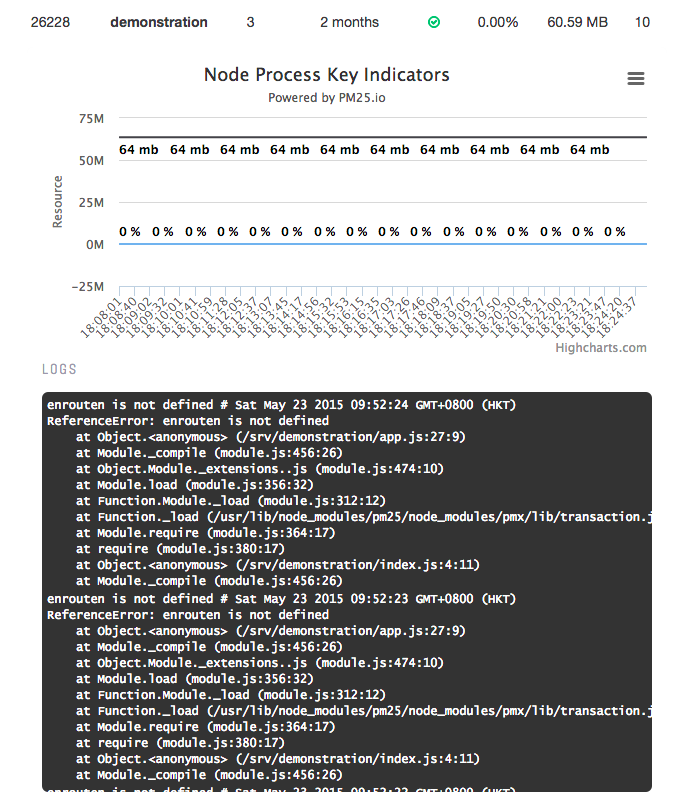 26228 demonstration 3 2 months 0.00% 60.59 MB 10
Node Process Key Indicators
Powered by PM25.io
75M
64 mb 64 mb 64 mb 64 mb 64 mb 64 mb 64 mb 64 mb 64 mb 64 mb
50M
Resource
25M
0 % 0 % 0 % 0 % 0 % 0 % 0 % 0 % 0 % 0 % 0 % 0 % 0 % 0 % 0 % 0 %
0M
−25M
18:08:01 18:08:40 18:09:02 18:09:32 18:10:01 18:10:41 18:10:59 18:11:28 18:12:05 18:12:37 18:13:07 18:13:45 18:14:17 18:14:56 18:15:32 18:15:53 18:16:15 18:16:35 18:17:03 18:17:26 18:17:46 18:18:09 18:18:37 18:19:05 18:19:27 18:19:50 18:20:30 18:20:58 18:21:21 18:22:00 18:22:23 18:23:21 18:23:47 18:24:20 18:24:37
Highcharts.com
LOGS
enrouten is not defined # Sat May 23 2015 09:52:24 GMT+0800 (HKT)
ReferenceError: enrouten is not defined
at Object.<anonymous> (/srv/demonstration/app.js:27:9)
at Module._compile (module.js:456:26)
at Object.Module._extensions..js (module.js:474:10)
at Module.load (module.js:356:32)
at Function.Module._load (module.js:312:12)
at Function._load (/usr/lib/node_modules/pm25/node_modules/pmx/lib/transaction.j
at Module.require (module.js:364:17)
at require (module.js:380:17)
at Object.<anonymous> (/srv/demonstration/index.js:4:11)
at Module._compile (module.js:456:26)
enrouten is not defined # Sat May 23 2015 09:52:23 GMT+0800 (HKT)
ReferenceError: enrouten is not defined
at Object.<anonymous> (/srv/demonstration/app.js:27:9)
at Module._compile (module.js:456:26)
at Object.Module._extensions..js (module.js:474:10)
at Module.load (module.js:356:32)
at Function.Module._load (module.js:312:12)
at Function._load (/usr/lib/node_modules/pm25/node_modules/pmx/lib/transaction.j
at Module.require (module.js:364:17)
at require (module.js:380:17)
at Object.<anonymous> (/srv/demonstration/index.js:4:11)
at Module._compile (module.js:456:26)
enrouten is not defined # Sat May 23 2015 09:52:22 GMT+0800 (HKT)